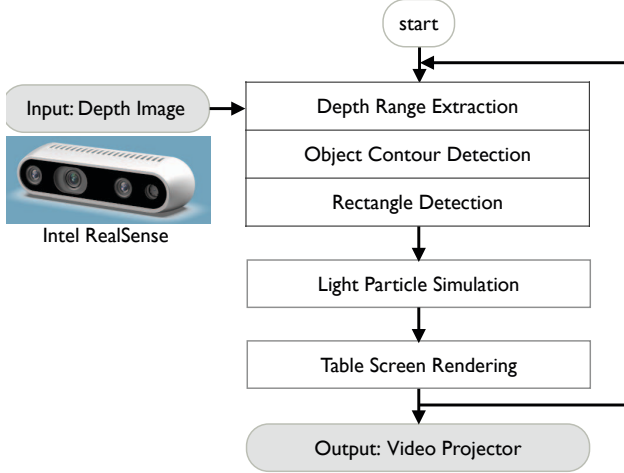 start
Input: Depth Image
Depth Range Extraction
Object Contour Detection
Rectangle Detection
Intel RealSense
Light Particle Simulation
Table Screen Rendering
Output: Video Projector